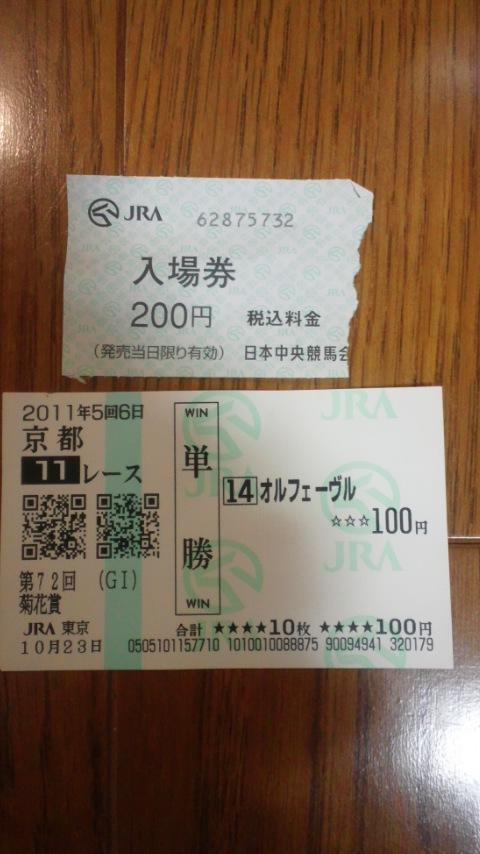 JRA 62875732
入場券
200円 税込料金
(発売当日限り有効) 日本中央競馬会
2011年5回6日
京都
11レース
第72回 (GI)
菊花賞
JRA 東京
10月23日
WIN
単勝
WIN
14オルフェーヴル
☆☆☆100円
合計 ★★★★10枚 ★★★★100円
0505101157710 1010010088875 90094941 320179
JRA
JRA